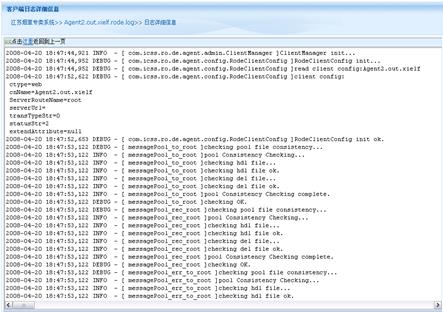 客户端日志详细信息
江苏烟草专卖系统>> Agent2.out.xielf.rode.log>> 日志详细信息
>>点击这里返回到上一页
2008-04-20 18:47:44,921 INFO - [ com.icss.ro.de.agent.admin.ClientManager ]ClientManager init...
2008-04-20 18:47:44,952 DEBUG - [ com.icss.ro.de.agent.config.RodeClientConfig ]RodeClientConfig init...
2008-04-20 18:47:44,952 DEBUG - [ com.icss.ro.de.agent.config.RodeClientConfig ]read client config:Agent2.out.xielf
2008-04-20 18:47:52,622 DEBUG - [ com.icss.ro.de.agent.config.RodeClientConfig ]client config:
ctype=web
cnName=Agent2.out.xielf
ServerRouteName=root
serverUrl=
transTypeStr=0
statusStr=2
extendAttribute=null
2008-04-20 18:47:52,653 DEBUG - [ com.icss.ro.de.agent.config.RodeClientConfig ]RodeClientConfig init ok.
2008-04-20 18:47:53,122 DEBUG - [ messagePool_to_root ]checking pool file consistency...
2008-04-20 18:47:53,122 INFO - [ messagePool_to_root ]pool Consistency Checking...
2008-04-20 18:47:53,122 INFO - [ messagePool_to_root ]checking hdl file...
2008-04-20 18:47:53,122 INFO - [ messagePool_to_root ]checking hdl file ok.
2008-04-20 18:47:53,122 INFO - [ messagePool_to_root ]checking del file...
2008-04-20 18:47:53,122 INFO - [ messagePool_to_root ]checking del file ok.
2008-04-20 18:47:53,122 INFO - [ messagePool_to_root ]pool Consistency Checking complete.
2008-04-20 18:47:53,122 DEBUG - [ messagePool_to_root ]checking OK.
2008-04-20 18:47:53,122 DEBUG - [ messagePool_rec_root ]checking pool file consistency...
2008-04-20 18:47:53,122 INFO - [ messagePool_rec_root ]pool Consistency Checking...
2008-04-20 18:47:53,122 INFO - [ messagePool_rec_root ]checking hdl file...
2008-04-20 18:47:53,122 INFO - [ messagePool_rec_root ]checking hdl file ok.
2008-04-20 18:47:53,122 INFO - [ messagePool_rec_root ]checking del file...
2008-04-20 18:47:53,122 INFO - [ messagePool_rec_root ]checking del file ok.
2008-04-20 18:47:53,122 INFO - [ messagePool_rec_root ]pool Consistency Checking complete.
2008-04-20 18:47:53,122 DEBUG - [ messagePool_rec_root ]checking OK.
2008-04-20 18:47:53,122 DEBUG - [ messagePool_err_to_root ]checking pool file consistency...
2008-04-20 18:47:53,122 INFO - [ messagePool_err_to_root ]pool Consistency Checking...
2008-04-20 18:47:53,122 INFO - [ messagePool_err_to_root ]checking hdl file...
2008-04-20 18:47:53,122 INFO - [ messagePool_err_to_root ]checking hdl file ok.